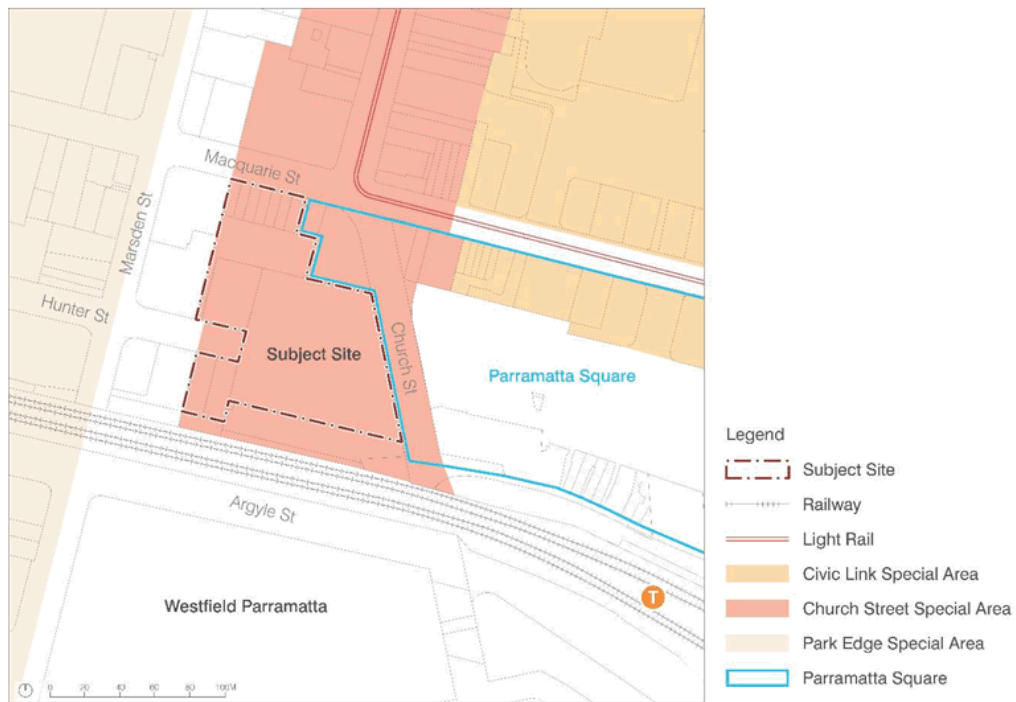 Macquarie St
Marsden St
Hunter St
Subject Site
Church St
Parramatta Square
Argyle St
Westfield Parramatta
T
0 20 40 60 80 100M
Legend
Subject Site
Railway
Light Rail
Civic Link Special Area
Church Street Special Area
Park Edge Special Area
Parramatta Square